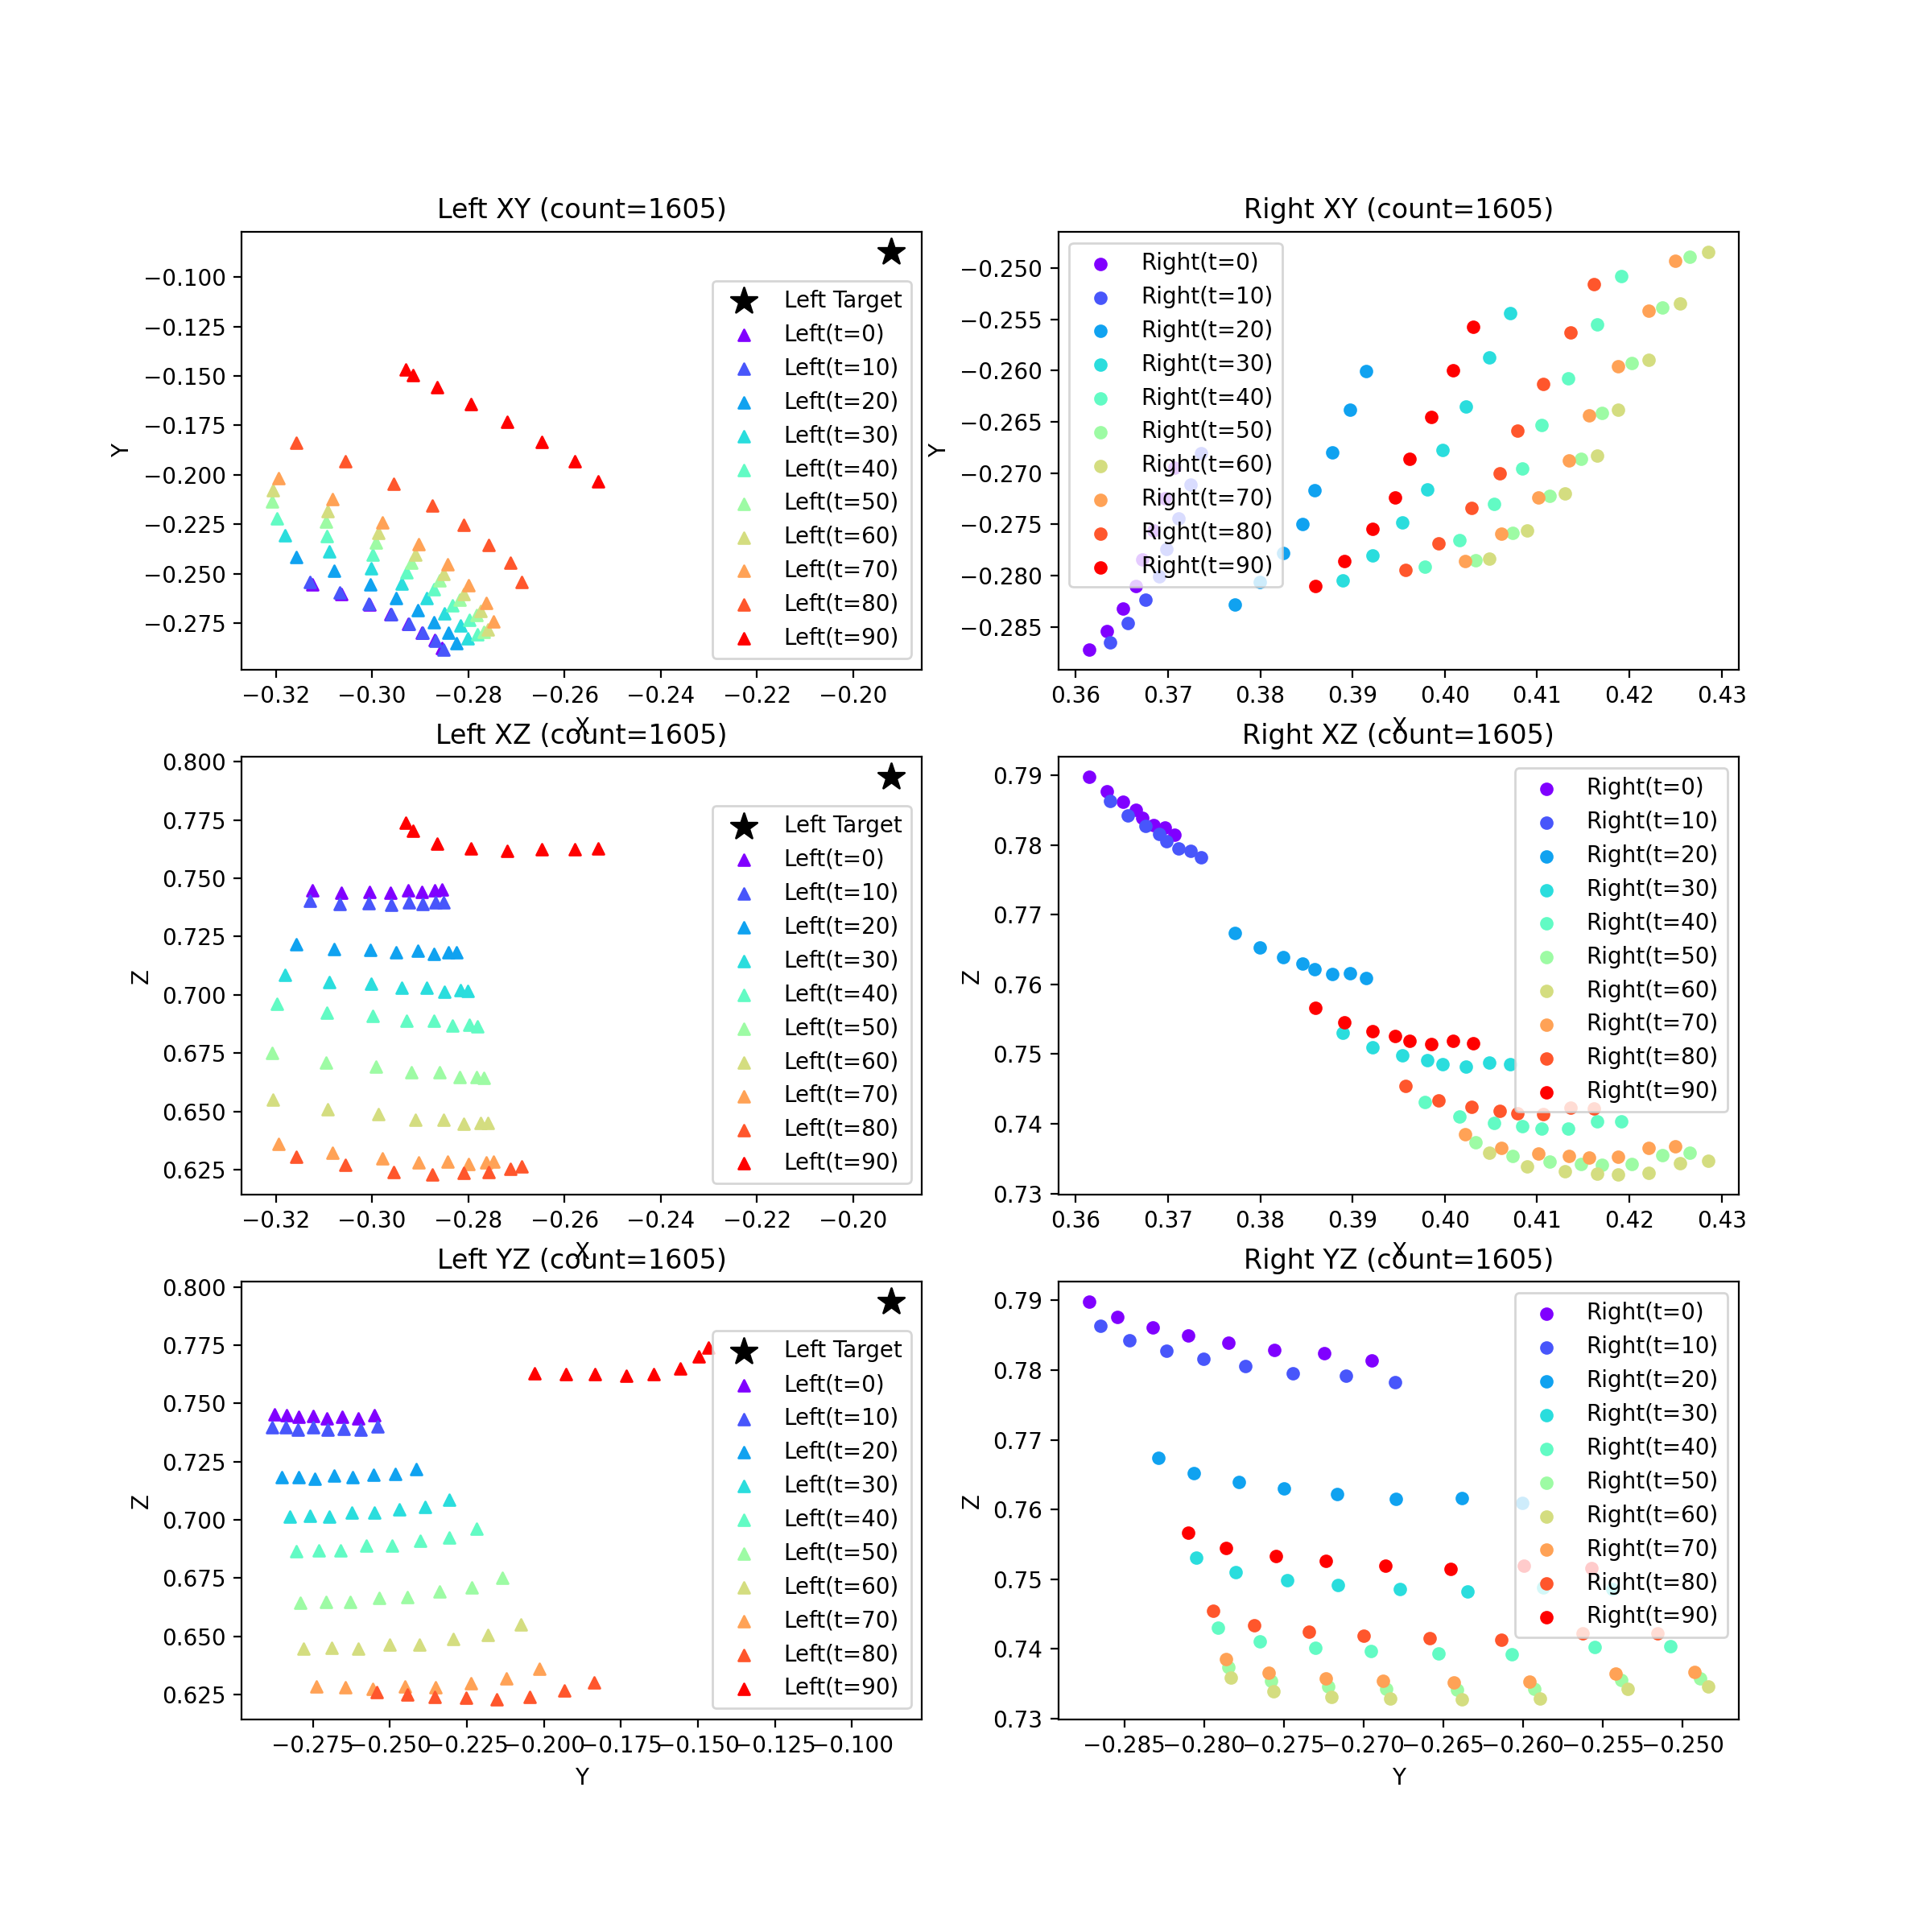 Left XY (count=1605)
Y
−0.100
−0.125
−0.150
−0.175
−0.200
−0.225
−0.250
−0.275
Left Target
Left(t=0)
Left(t=10)
Left(t=20)
Left(t=30)
Left(t=40)
Left(t=50)
Left(t=60)
Left(t=70)
Left(t=80)
Left(t=90)
−0.32 −0.30 −0.28 −0.26 −0.24 −0.22 −0.20
X
Right XY (count=1605)
Y
−0.250
−0.255
−0.260
−0.265
−0.270
−0.275
−0.280
−0.285
Right(t=0)
Right(t=10)
Right(t=20)
Right(t=30)
Right(t=40)
Right(t=50)
Right(t=60)
Right(t=70)
Right(t=80)
Right(t=90)
0.36 0.37 0.38 0.39 0.40 0.41 0.42 0.43
X
Left XZ (count=1605)
Z
0.800
0.775
0.750
0.725
0.700
0.675
0.650
0.625
Left Target
Left(t=0)
Left(t=10)
Left(t=20)
Left(t=30)
Left(t=40)
Left(t=50)
Left(t=60)
Left(t=70)
Left(t=80)
Left(t=90)
−0.32 −0.30 −0.28 −0.26 −0.24 −0.22 −0.20
X
Right XZ (count=1605)
Z
0.79
0.78
0.77
0.76
0.75
0.74
0.73
Right(t=0)
Right(t=10)
Right(t=20)
Right(t=30)
Right(t=40)
Right(t=50)
Right(t=60)
Right(t=70)
Right(t=80)
Right(t=90)
0.36 0.37 0.38 0.39 0.40 0.41 0.42 0.43
X
Left YZ (count=1605)
Z
0.800
0.775
0.750
0.725
0.700
0.675
0.650
0.625
Left Target
Left(t=0)
Left(t=10)
Left(t=20)
Left(t=30)
Left(t=40)
Left(t=50)
Left(t=60)
Left(t=70)
Left(t=80)
Left(t=90)
−0.275 −0.250 −0.225 −0.200 −0.175 −0.150 −0.125 −0.100
Y
Right YZ (count=1605)
Z
0.79
0.78
0.77
0.76
0.75
0.74
0.73
Right(t=0)
Right(t=10)
Right(t=20)
Right(t=30)
Right(t=40)
Right(t=50)
Right(t=60)
Right(t=70)
Right(t=80)
Right(t=90)
−0.285 −0.280 −0.275 −0.270 −0.265 −0.260 −0.255 −0.250
Y